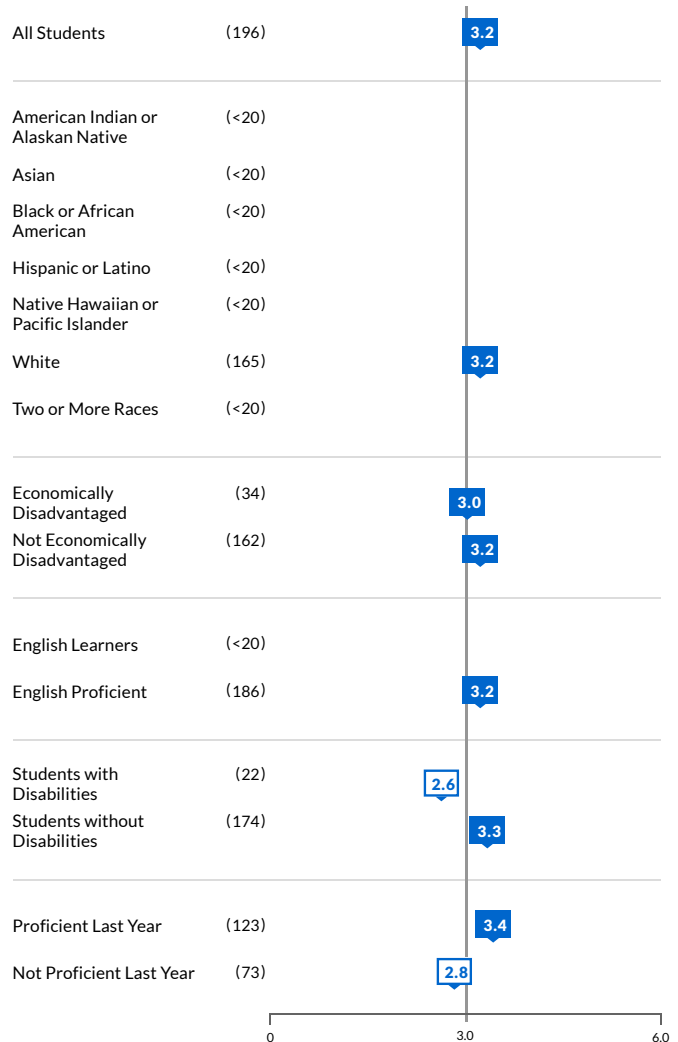 All Students (196) 3.2
American Indian or (<20)
Alaskan Native
Asian (<20)
Black or African (<20)
American
Hispanic or Latino (<20)
Native Hawaiian or (<20)
Pacific Islander
White (165) 3.2
Two or More Races (<20)
Economically (34) 3.0
Disadvantaged
Not Economically (162) 3.2
Disadvantaged
English Learners (<20)
English Proficient (186) 3.2
Students with (22) 2.6
Disabilities
Students without (174) 3.3
Disabilities
Proficient Last Year (123) 3.4
Not Proficient Last Year (73) 2.8
0 3.0 6.0